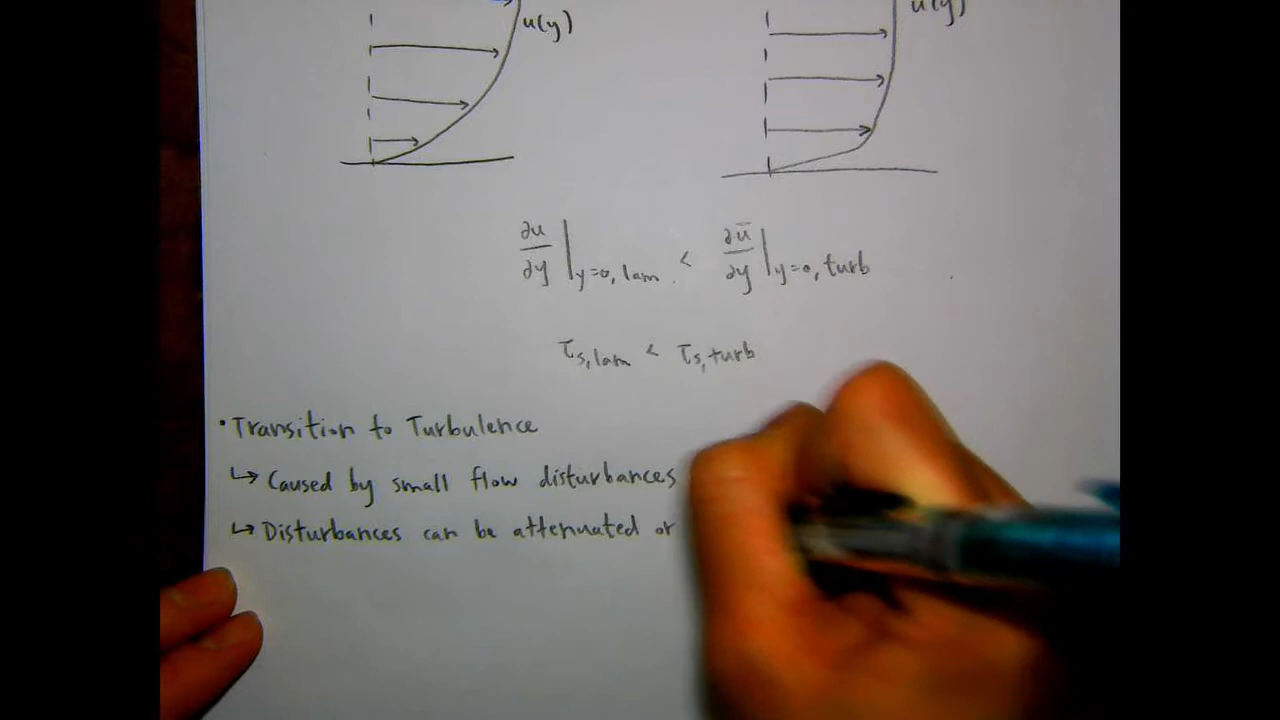 u(y)
u(y)
∂u/∂y |y=0, lam < ∂ū/∂y |y=0, turb
τs,lam < τs,turb
• Transition to Turbulence
↳ Caused by small flow disturbances
↳ Disturbances can be attenuated or